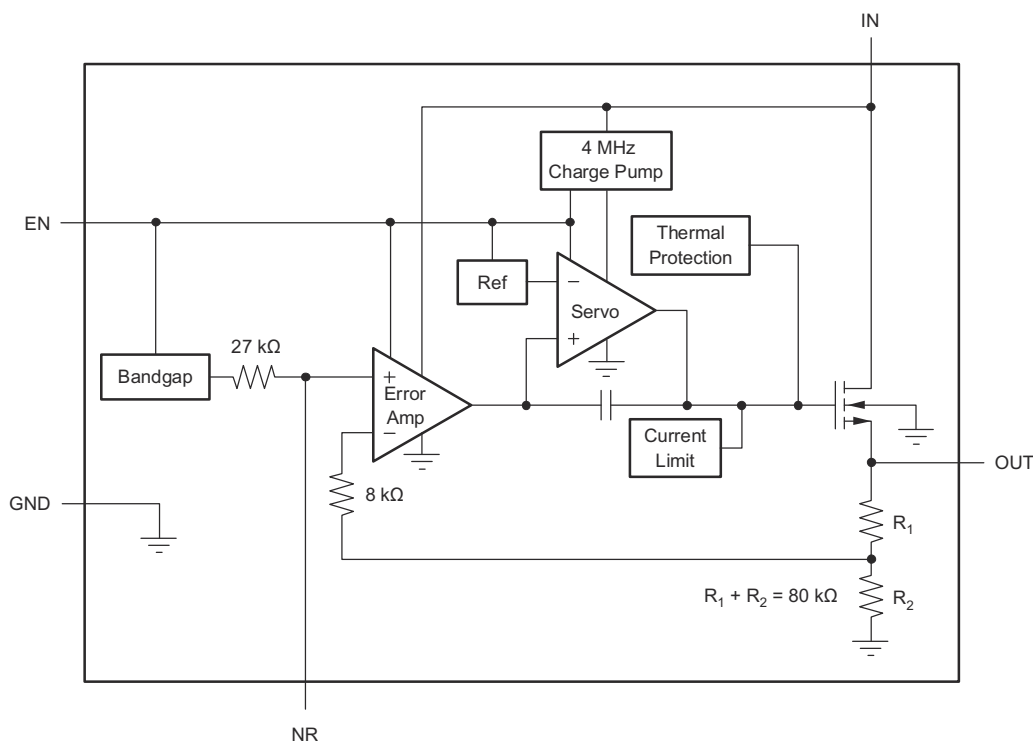 IN
4 MHz
Charge Pump
EN
Thermal
Protection
Ref
−
Servo
+
27 kΩ
Bandgap
+
Error
Amp
−
Current
Limit
OUT
8 kΩ
GND
R1
R1 + R2 = 80 kΩ
R2
NR